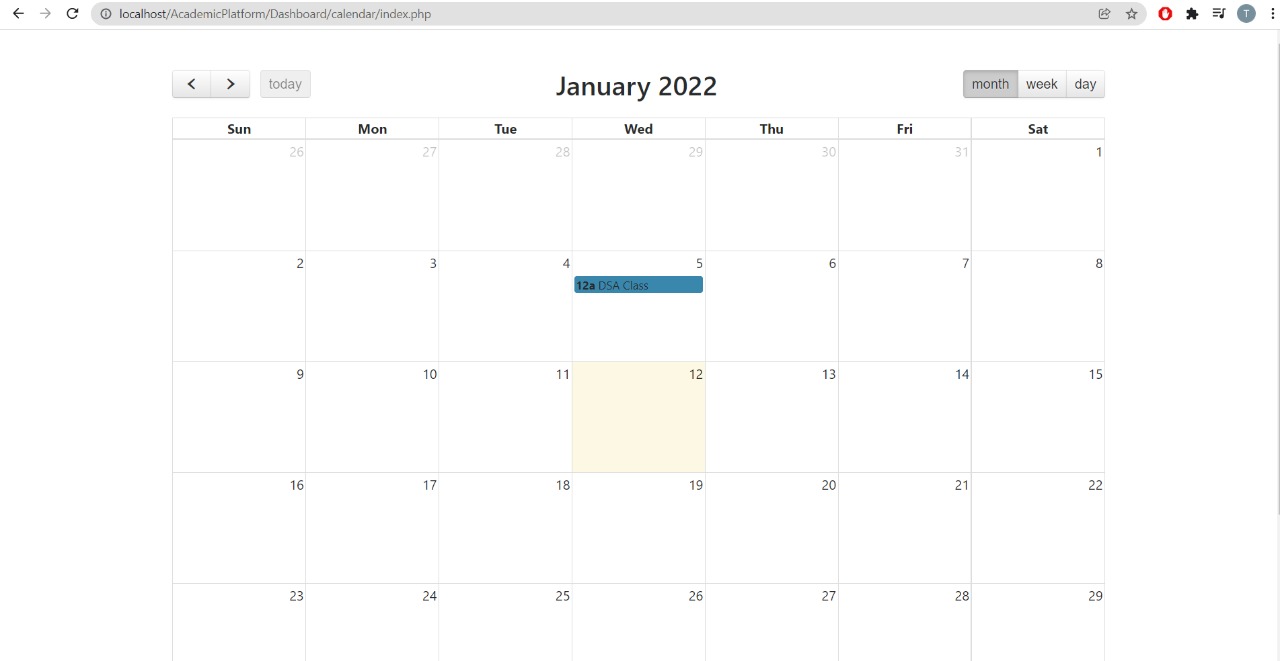 localhost/AcademicPlatform/Dashboard/calendar/index.php
T
today
January 2022
month week day
Sun Mon Tue Wed Thu Fri Sat
26 27 28 29 30 31 1
2 3 4 5 6 7 8
12a DSA Class
9 10 11 12 13 14 15
16 17 18 19 20 21 22
23 24 25 26 27 28 29